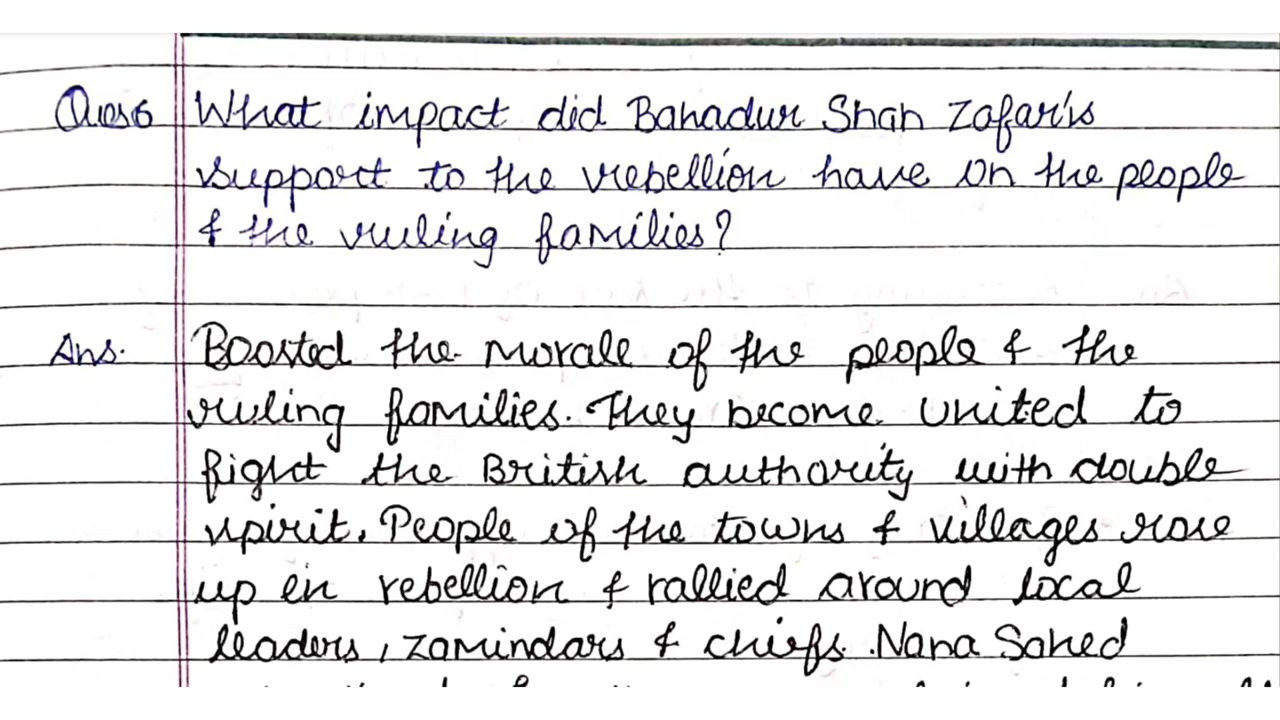 Ques6 What impact did Bahadur Shah Zafar's
support to the rebellion have on the people
& the ruling families?
Ans. Boosted the morale of the people & the
ruling families. They become united to
fight the British authority with double
spirit. People of the towns & villages rose
up in rebellion & rallied around local
leaders, zamindars & chiefs. Nana Saheb